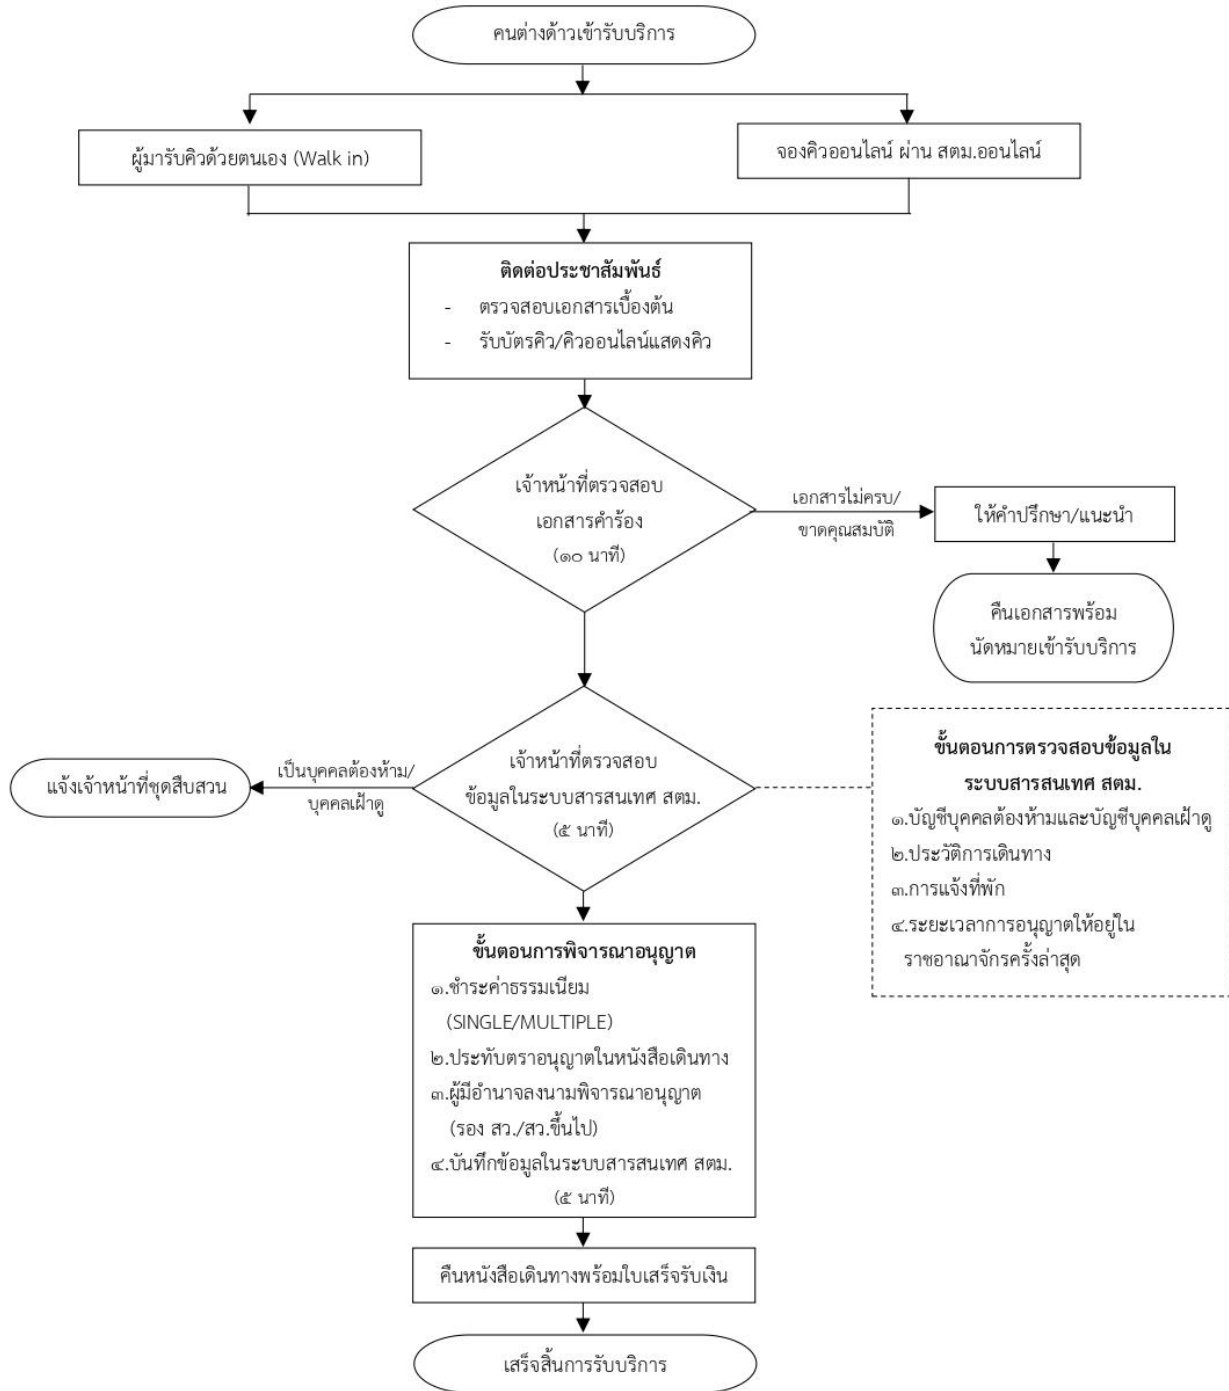 คนต่างด้าวเข้ารับบริการ
ผู้มารับคิวด้วยตนเอง (Walk in)
จองคิวออนไลน์ ผ่าน สตม.ออนไลน์
ติดต่อประชาสัมพันธ์
- ตรวจสอบเอกสารเบื้องต้น
- รับบัตรคิว/คิวออนไลน์แสดงคิว
เจ้าหน้าที่ตรวจสอบ
เอกสารคำร้อง
(๑๐ นาที)
เอกสารไม่ครบ/
ขาดคุณสมบัติ
ให้คำปรึกษา/แนะนำ
คืนเอกสารพร้อม
นัดหมายเข้ารับบริการ
เจ้าหน้าที่ตรวจสอบ
ข้อมูลในระบบสารสนเทศ สตม.
(๕ นาที)
เป็นบุคคลต้องห้าม/
บุคคลเฝ้าดู
แจ้งเจ้าหน้าที่ชุดสืบสวน
ขั้นตอนการตรวจสอบข้อมูลใน
ระบบสารสนเทศ สตม.
๑.บัญชีบุคคลต้องห้ามและบัญชีบุคคลเฝ้าดู
๒.ประวัติการเดินทาง
๓.การแจ้งที่พัก
๔.ระยะเวลาการอนุญาตให้อยู่ใน
ราชอาณาจักรครั้งล่าสุด
ขั้นตอนการพิจารณาอนุญาต
๑.ชำระค่าธรรมเนียม
(SINGLE/MULTIPLE)
๒.ประทับตราอนุญาตในหนังสือเดินทาง
๓.ผู้มีอำนาจลงนามพิจารณาอนุญาต
(รอง สว./สว.ขึ้นไป)
๔.บันทึกข้อมูลในระบบสารสนเทศ สตม.
(๕ นาที)
คืนหนังสือเดินทางพร้อมใบเสร็จรับเงิน
เสร็จสิ้นการรับบริการ